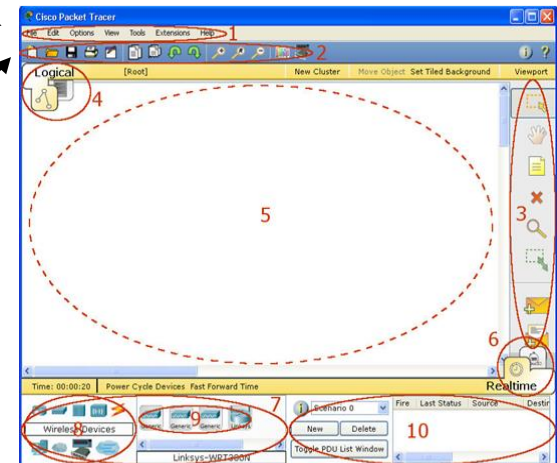 Cisco Packet Tracer
File Edit Options View Tools Extensions Help 1
2
Logical [Root] New Cluster Move Object Set Tiled Background Viewport
4
3
5
6
Time: 00:00:20 Power Cycle Devices Fast Forward Time Realtime
7
8
Wireless Devices
9
Generic Generic Generic Linksys
Linksys-WRT300N
Scenario 0
New Delete
Toggle PDU List Window
Fire Last Status Source Destin
10